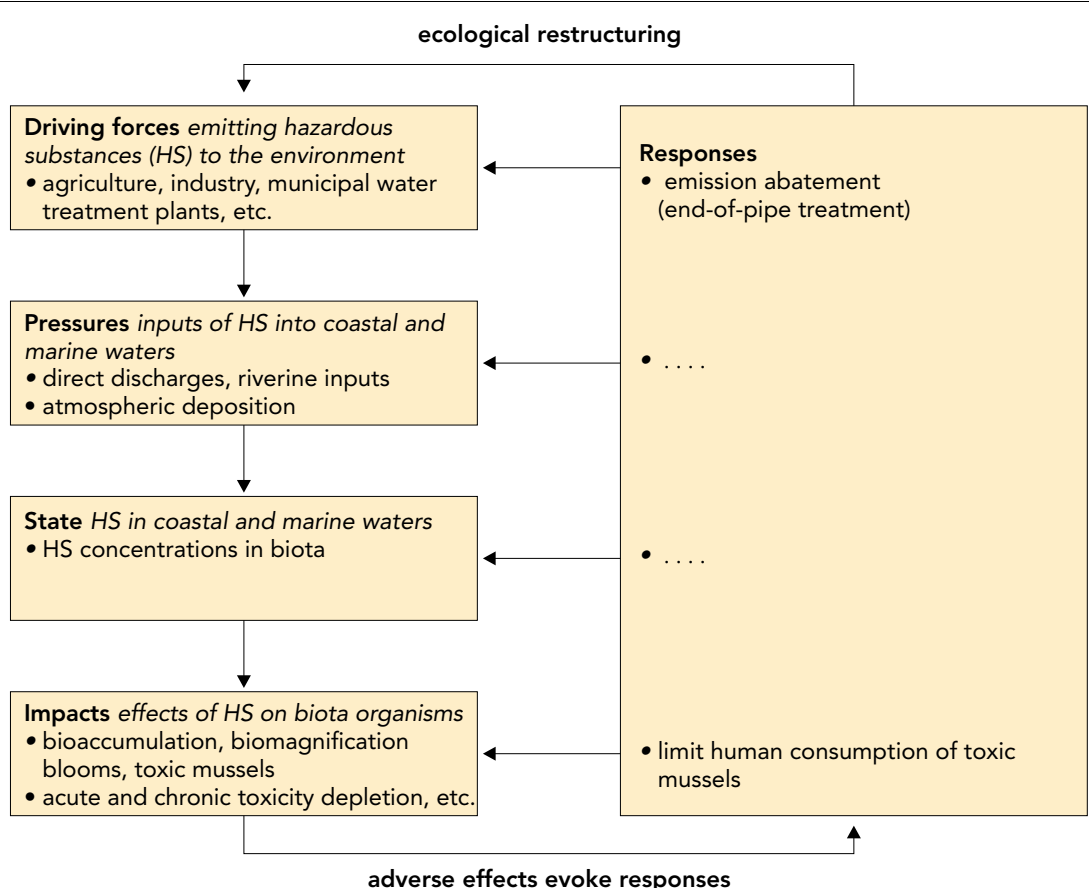 ecological restructuring
Driving forces emitting hazardous
substances (HS) to the environment
• agriculture, industry, municipal water
treatment plants, etc.
Pressures inputs of HS into coastal and
marine waters
• direct discharges, riverine inputs
• atmospheric deposition
State HS in coastal and marine waters
• HS concentrations in biota
Impacts effects of HS on biota organisms
• bioaccumulation, biomagnification
blooms, toxic mussels
• acute and chronic toxicity depletion, etc.
Responses
• emission abatement
(end-of-pipe treatment)
• . . . .
• . . . .
• limit human consumption of toxic
mussels
adverse effects evoke responses